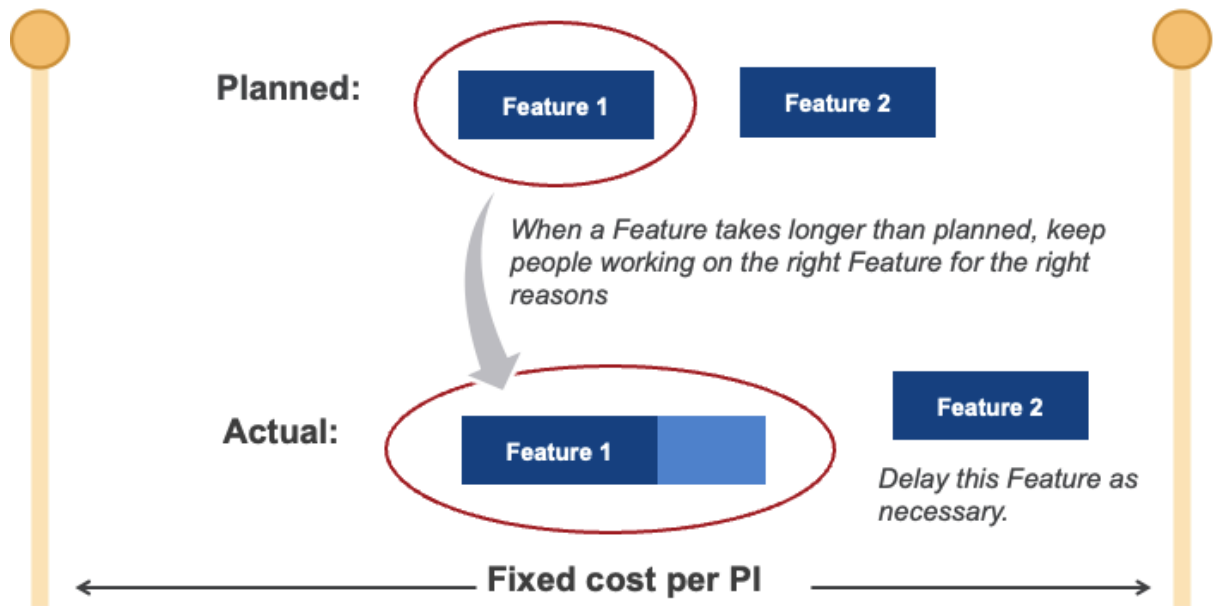 Planned:
Feature 1
Feature 2
When a Feature takes longer than planned, keep
people working on the right Feature for the right
reasons
Actual:
Feature 1
Feature 2
Delay this Feature as
necessary.
Fixed cost per PI